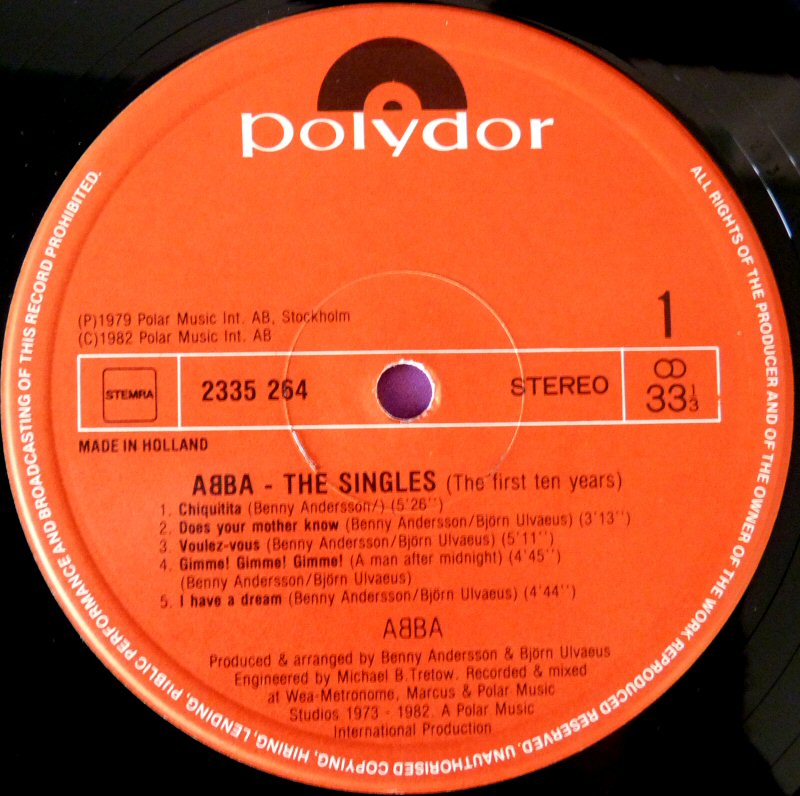 polydor
1
(P)1979 Polar Music Int. AB, Stockholm
(C)1982 Polar Music Int. AB
STEMRA
2335 264
STEREO
33⅓
MADE IN HOLLAND
ABBA - THE SINGLES (The first ten years)
1. Chiquitita (Benny Andersson/) (5'26'')
2. Does your mother know (Benny Andersson/Björn Ulvaeus) (3'13'')
3. Voulez-vous (Benny Andersson/Björn Ulvaeus) (5'11'')
4. Gimme! Gimme! Gimme! (A man after midnight) (4'45'')
(Benny Andersson/Björn Ulvaeus)
5. I have a dream (Benny Andersson/Björn Ulvaeus) (4'44'')
ABBA
Produced & arranged by Benny Andersson & Björn Ulvaeus
Engineered by Michael B.Tretow. Recorded & mixed
at Wea-Metronome, Marcus & Polar Music
Studios 1973 - 1982. A Polar Music
International Production
ALL RIGHTS OF THE PRODUCER AND OF THE OWNER OF THE WORK REPRODUCED RESERVED. UNAUTHORISED COPYING, HIRING, LENDING, PUBLIC PERFORMANCE AND BROADCASTING OF THIS RECORD PROHIBITED.